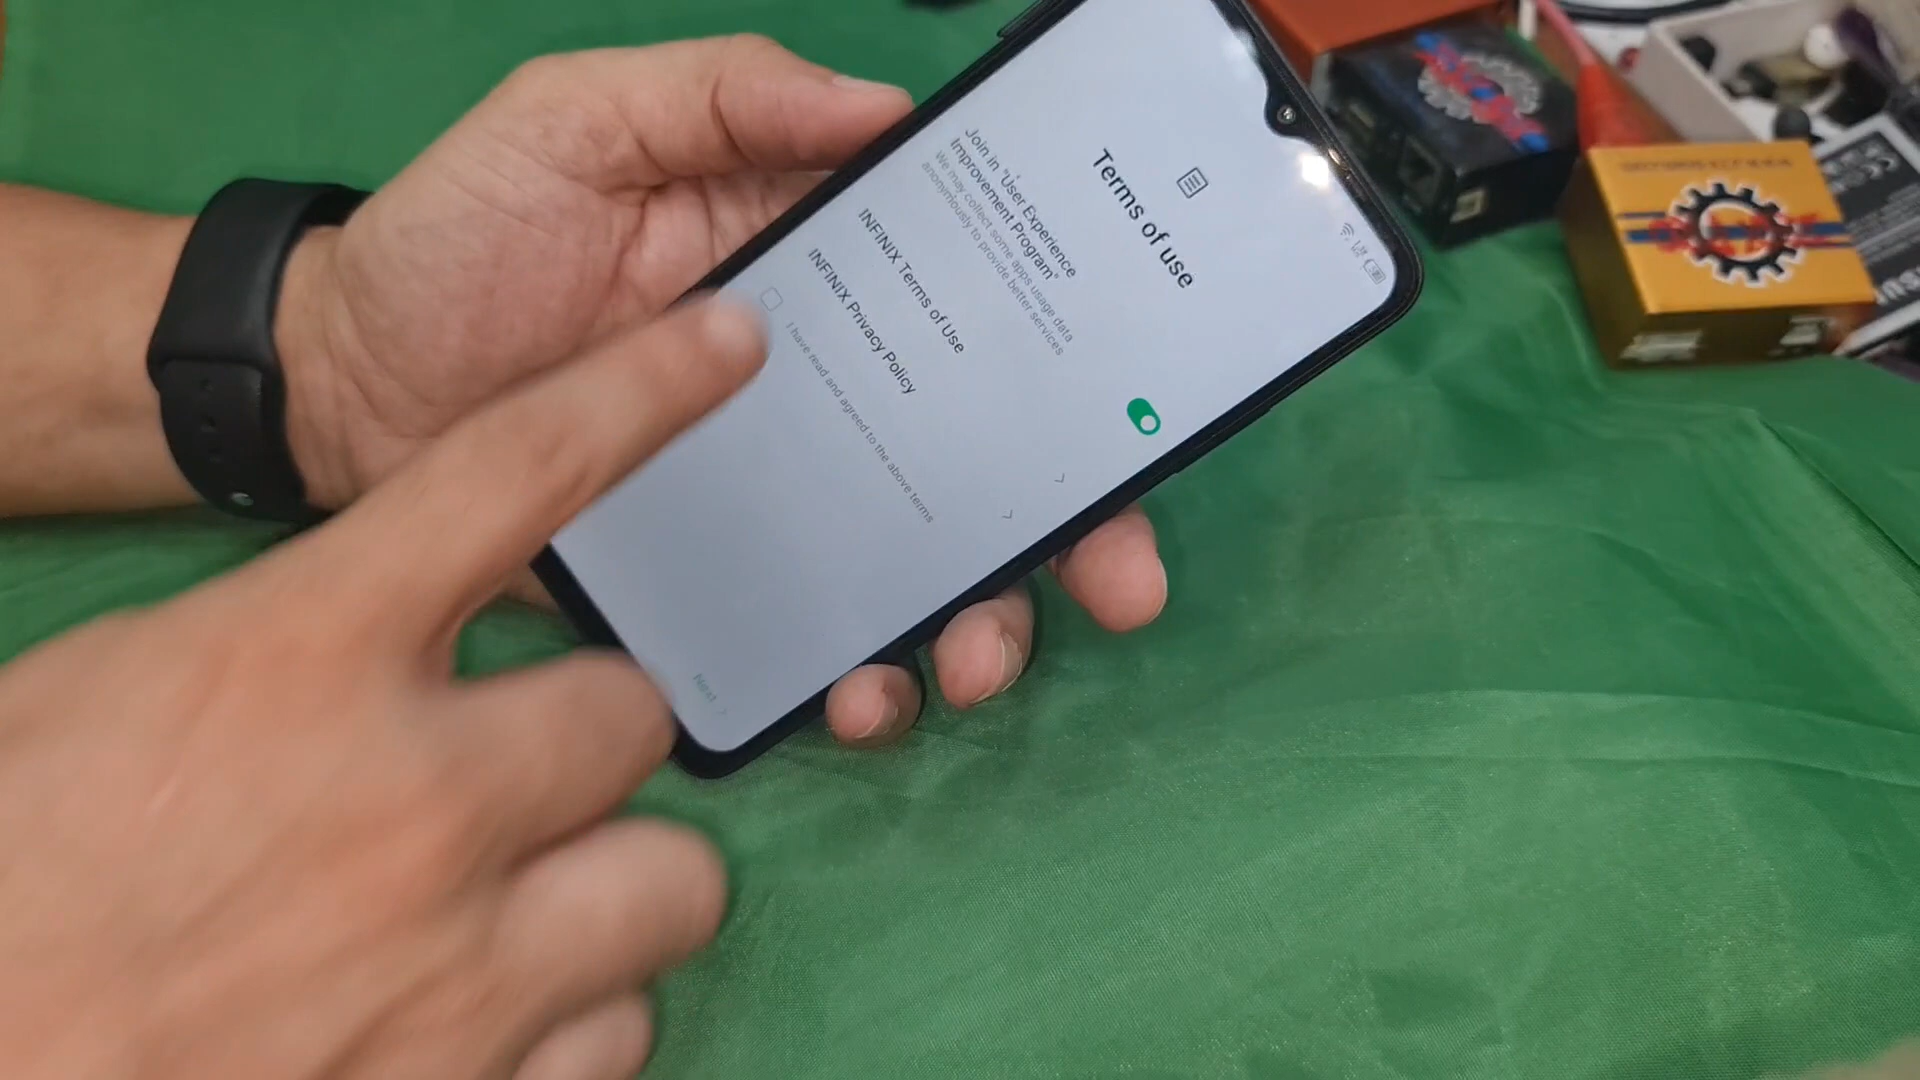 Terms of use
Join in "User Experience
Improvement Program"
We may collect some apps usage data
anonymously to provide better services
INFINIX Terms of Use
INFINIX Privacy Policy
I have read and agreed to the above terms
Next